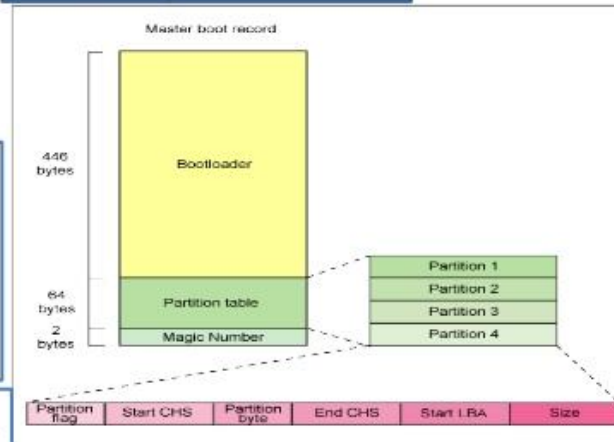 Master boot record
446
bytes
Bootloader
64
bytes
Partition table
2
bytes
Magic Number
Partition 1
Partition 2
Partition 3
Partition 4
Partition
flag
Start CHS
Partition
byte
End CHS
Start LBA
Size